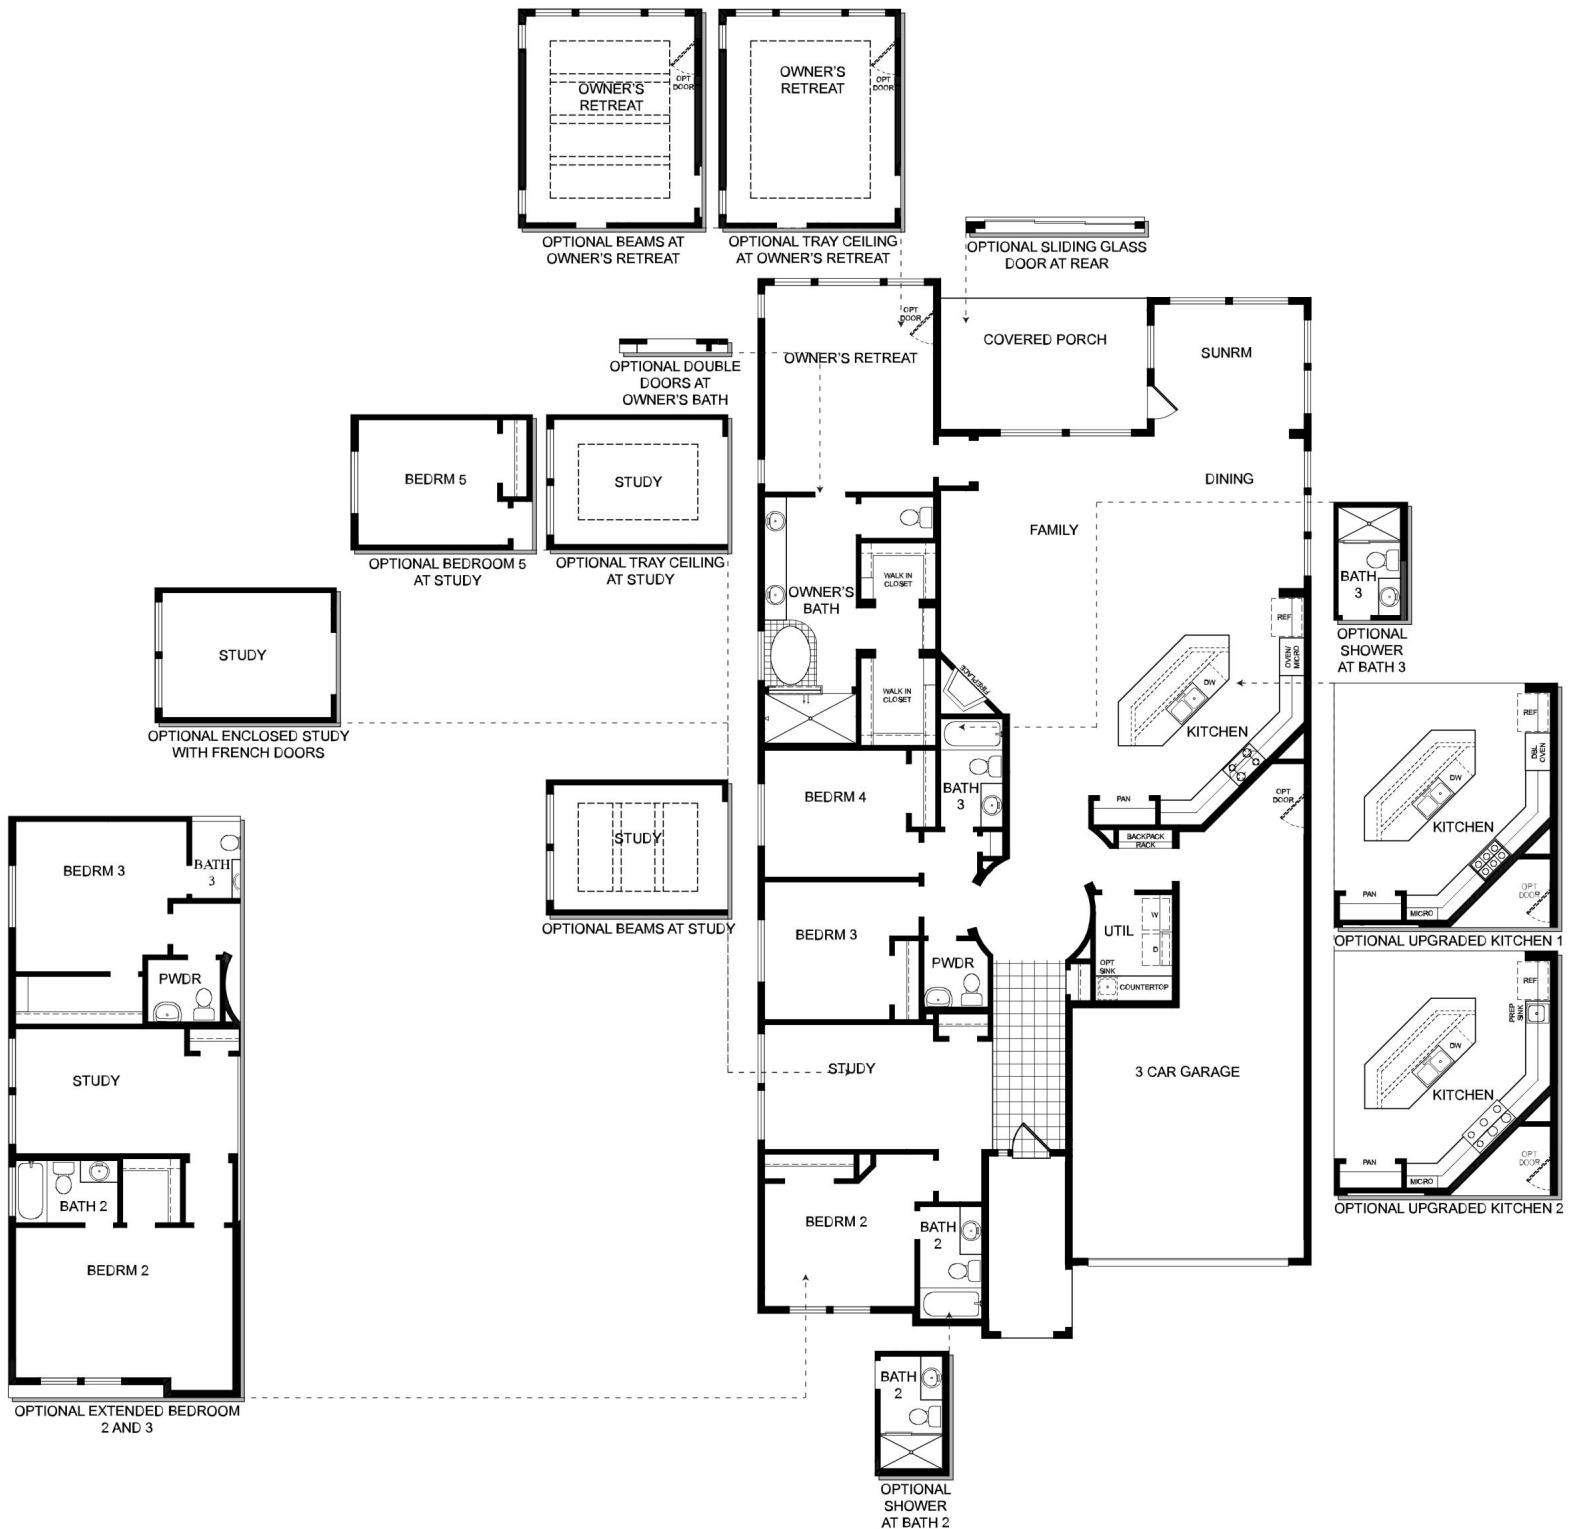 OWNER'S
RETREAT
OPT
DOOR
OPTIONAL BEAMS AT
OWNER'S RETREAT
OWNER'S
RETREAT
OPT
DOOR
OPTIONAL TRAY CEILING
AT OWNER'S RETREAT
OPTIONAL SLIDING GLASS
DOOR AT REAR
OPTIONAL DOUBLE
DOORS AT
OWNER'S BATH
OWNER'S RETREAT
OPT
DOOR
COVERED PORCH
SUNRM
BEDRM 5
OPTIONAL BEDROOM 5
AT STUDY
STUDY
OPTIONAL TRAY CEILING
AT STUDY
DINING
FAMILY
OWNER'S
BATH
WALK IN
CLOSET
WALK IN
CLOSET
FIREPLACE
REF
OVEN/
MICRO
DW
KITCHEN
PAN
BATH
3
OPTIONAL
SHOWER
AT BATH 3
STUDY
OPTIONAL ENCLOSED STUDY
WITH FRENCH DOORS
STUDY
OPTIONAL BEAMS AT STUDY
BEDRM 4
BATH
3
OPT
DOOR
BACKPACK
RACK
REF
DBL
OVEN
DW
KITCHEN
PAN
MICRO
OPT
DOOR
OPTIONAL UPGRADED KITCHEN 1
BEDRM 3
PWDR
UTIL
W
D
OPT
SINK
COUNTERTOP
REF
PREP
SINK
DW
KITCHEN
PAN
MICRO
OPT
DOOR
OPTIONAL UPGRADED KITCHEN 2
STUDY
3 CAR GARAGE
BEDRM 2
BATH
2
BEDRM 3
BATH
3
PWDR
STUDY
BATH 2
BEDRM 2
OPTIONAL EXTENDED BEDROOM
2 AND 3
BATH
2
OPTIONAL
SHOWER
AT BATH 2